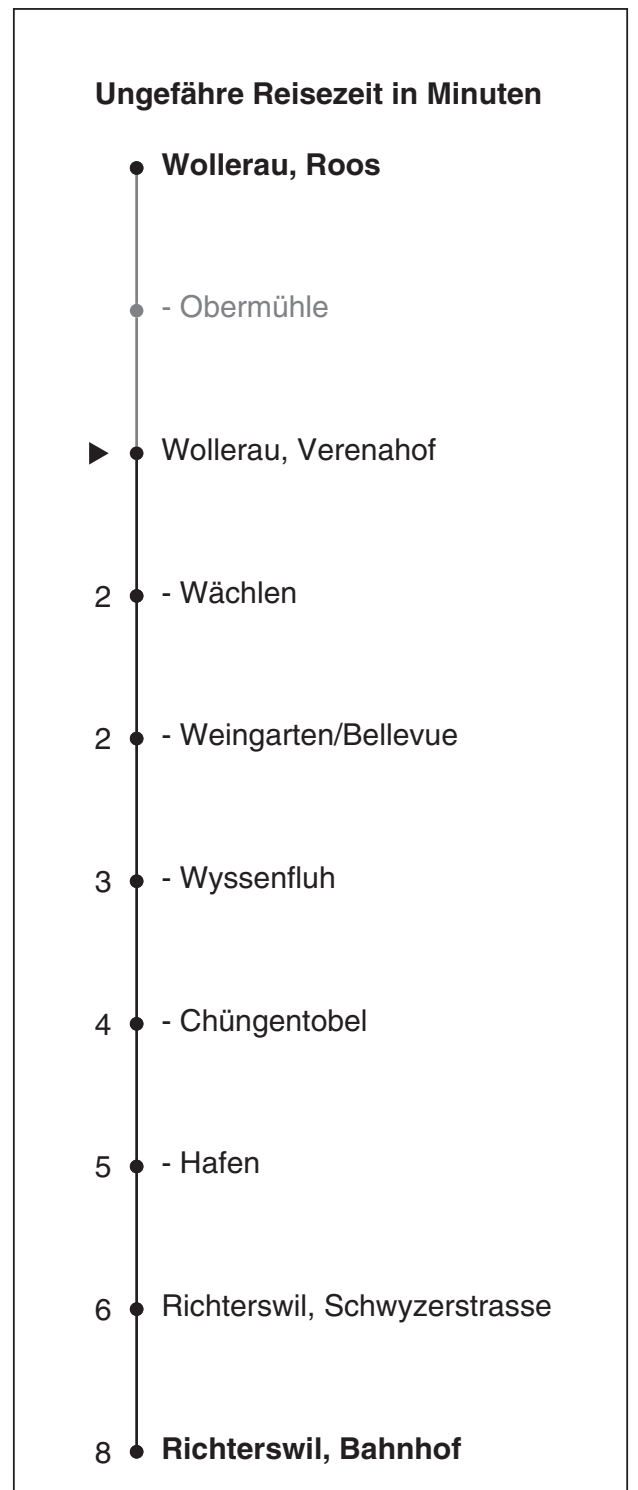 Ungefähre Reisezeit in Minuten
Wollerau, Roos
- Obermühle
Wollerau, Verenahof
2 - Wächlen
2 - Weingarten/Bellevue
3 - Wyssenfluh
4 - Chüngentobel
5 - Hafen
6 Richterswil, Schwyzerstrasse
8 Richterswil, Bahnhof